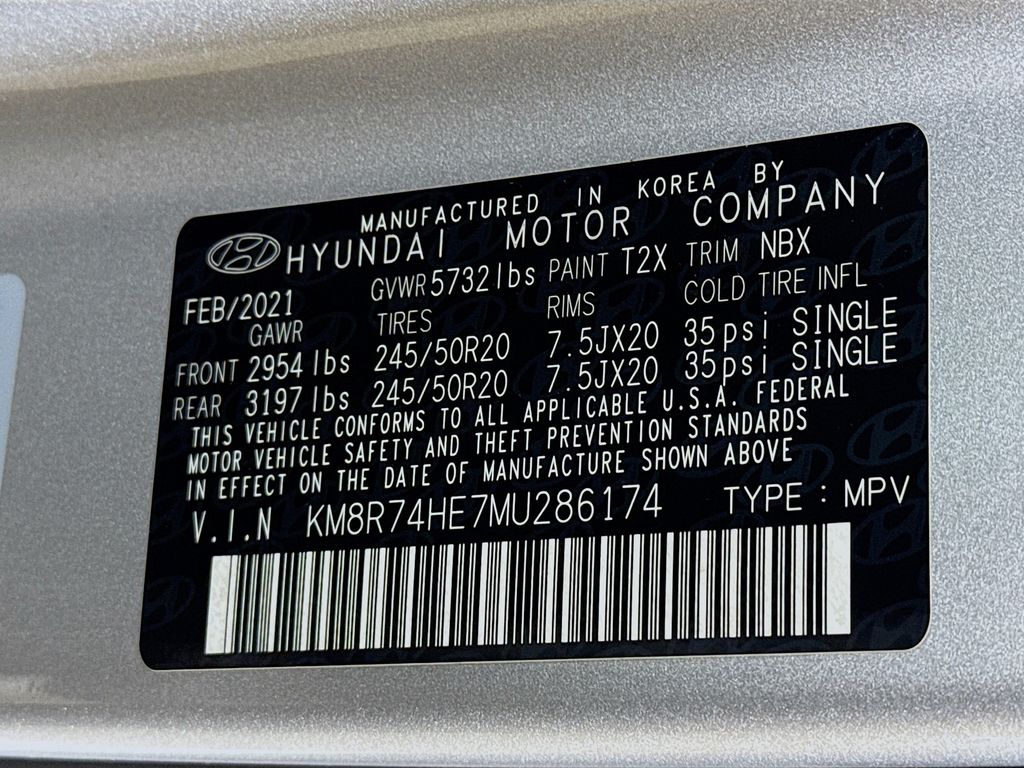 MANUFACTURED IN KOREA BY
HYUNDAI MOTOR COMPANY
FEB/2021 GVWR 5732 lbs PAINT T2X TRIM NBX
GAWR TIRES RIMS COLD TIRE INFL
FRONT 2954 lbs 245/50R20 7.5JX20 35psi SINGLE
REAR 3197 lbs 245/50R20 7.5JX20 35psi SINGLE
THIS VEHICLE CONFORMS TO ALL APPLICABLE U.S.A. FEDERAL
MOTOR VEHICLE SAFETY AND THEFT PREVENTION STANDARDS
IN EFFECT ON THE DATE OF MANUFACTURE SHOWN ABOVE
V.I.N KM8R74HE7MU286174 TYPE : MPV